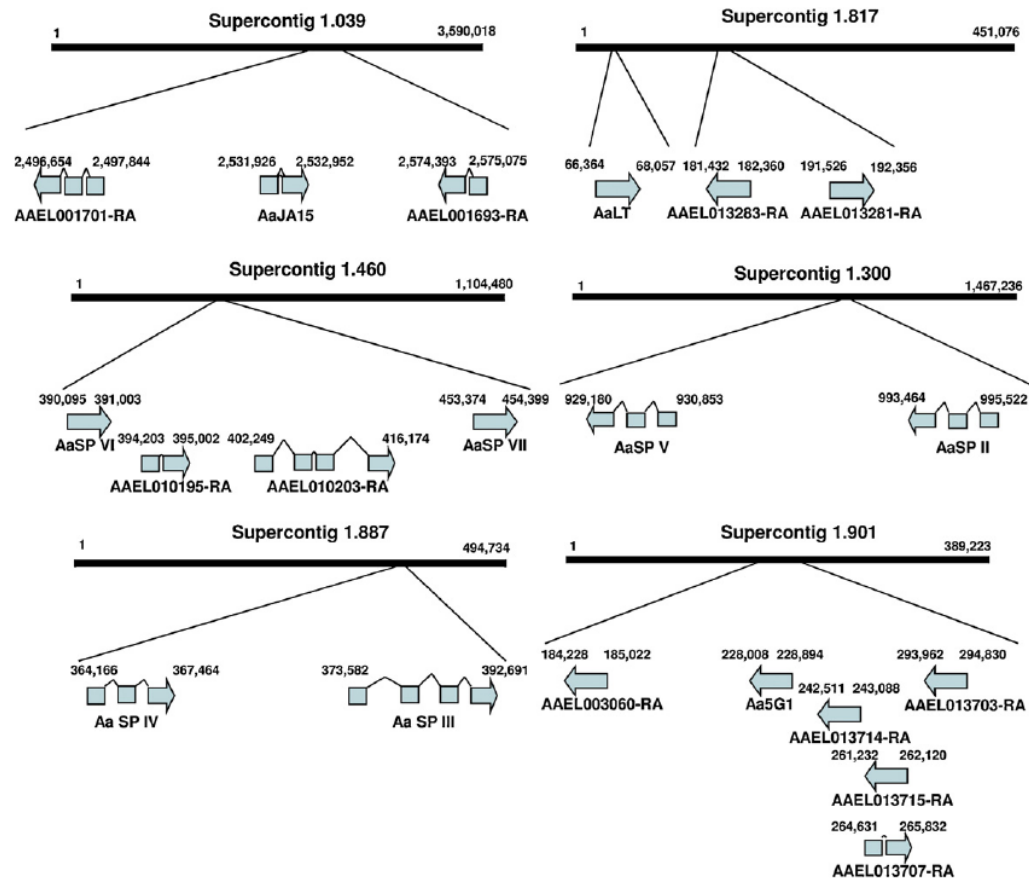 Supercontig 1.039
1 3,590,018
2,496,654 2,497,844 2,531,926 2,532,952 2,574,393 2,575,075
AAEL001701-RA AaJA15 AAEL001693-RA
Supercontig 1.817
1 451,076
66,364 68,057 181,432 182,360 191,526 192,356
AaLT AAEL013283-RA AAEL013281-RA
Supercontig 1.460
1 1,104,480
390,095 391,003 453,374 454,399
AaSP VI AaSP VII
394,203 395,002 402,249 416,174
AAEL010195-RA AAEL010203-RA
Supercontig 1.300
1 1,467,236
929,180 930,853 993,464 995,522
AaSP V AaSP II
Supercontig 1.887
1 494,734
364,166 367,464 373,582 392,691
Aa SP IV Aa SP III
Supercontig 1.901
1 389,223
184,228 185,022 228,008 228,894 293,962 294,830
AAEL003060-RA Aa5G1 AAEL013703-RA
242,511 243,088
AAEL013714-RA
261,232 262,120
AAEL013715-RA
264,631 265,832
AAEL013707-RA